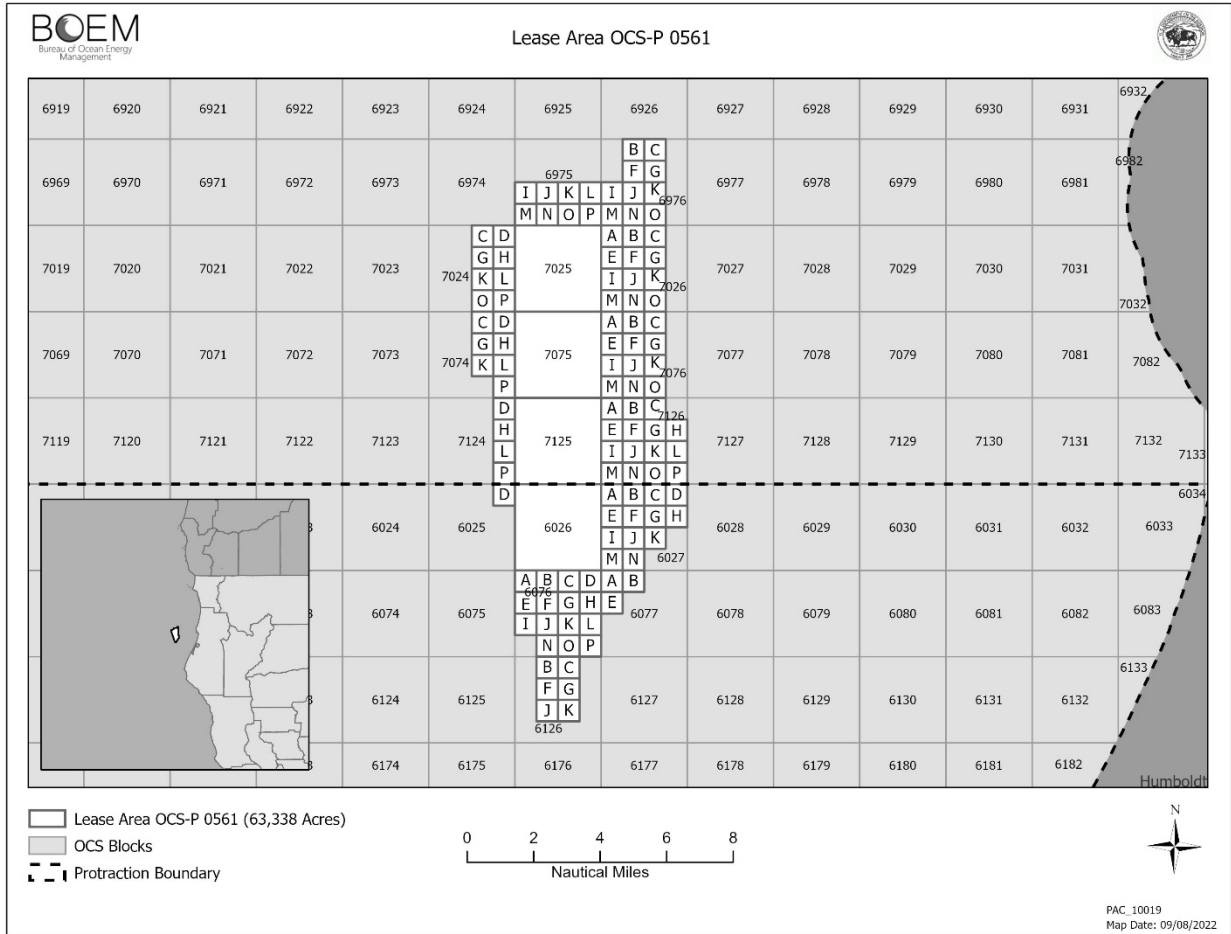 BOEM
Bureau of Ocean Energy
Management
Lease Area OCS-P 0561
6919 6920 6921 6922 6923 6924 6925 6926 6927 6928 6929 6930 6931 6932
B C
F G
6969 6970 6971 6972 6973 6974 6975 6976 6977 6978 6979 6980 6981 6982
I J K L I J K
M N O P M N O
C D A B C
G H E F G
7019 7020 7021 7022 7023 7024 7025 7026 7027 7028 7029 7030 7031 7032
K L I J K
O P M N O
C D A B C
G H E F G
7069 7070 7071 7072 7073 7074 7075 7076 7077 7078 7079 7080 7081 7082
K L I J K
P M N O
D A B C
7126
H E F G H
7119 7120 7121 7122 7123 7124 7125 7127 7128 7129 7130 7131 7132 7133
L I J K L
P M N O P
D A B C D
6034
E F G H
3 6024 6025 6026 6028 6029 6030 6031 6032 6033
I J K
M N 6027
A B C D A B
6076
E F G H E
3 6074 6075 6077 6078 6079 6080 6081 6082 6083
I J K L
N O P
B C
6133
F G
3 6124 6125 6127 6128 6129 6130 6131 6132
J K
6126
3 6174 6175 6176 6177 6178 6179 6180 6181 6182
Humboldt
Lease Area OCS-P 0561 (63,338 Acres)
OCS Blocks
Protraction Boundary
0 2 4 6 8
Nautical Miles
N
PAC_10019
Map Date: 09/08/2022